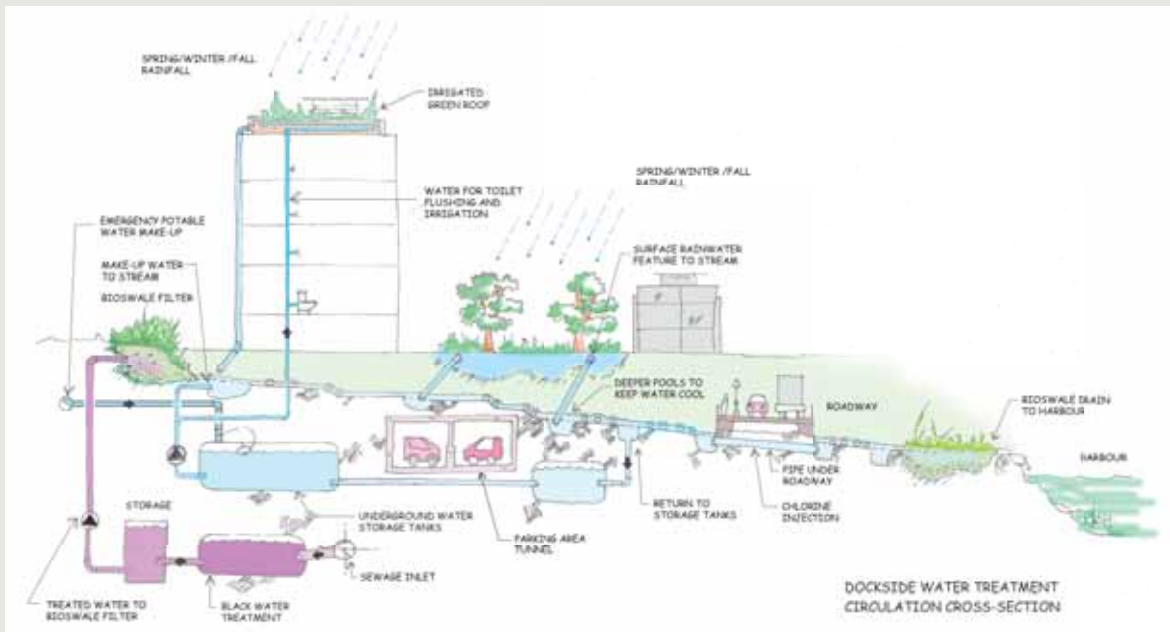 SPRING/WINTER /FALL
RAINFALL
IRRIGATED
GREEN ROOF
SPRING/WINTER /FALL
RAINFALL
WATER FOR TOILET
FLUSHING AND
IRRIGATION
EMERGENCY POTABLE
WATER MAKE-UP
SURFACE RAINWATER
FEATURE TO STREAM
MAKE-UP WATER
TO STREAM
BIOSWALE FILTER
DEEPER POOLS TO
KEEP WATER COOL
ROADWAY
BIOSWALE DRAIN
TO HARBOUR
HARBOUR
PIPE UNDER
ROADWAY
STORAGE
UNDERGROUND WATER
STORAGE TANKS
RETURN TO
STORAGE TANKS
CHLORINE
INJECTION
PARKING AREA
TUNNEL
SEWAGE INLET
TREATED WATER TO
BIOSWALE FILTER
BLACK WATER
TREATMENT
DOCKSIDE WATER TREATMENT
CIRCULATION CROSS-SECTION